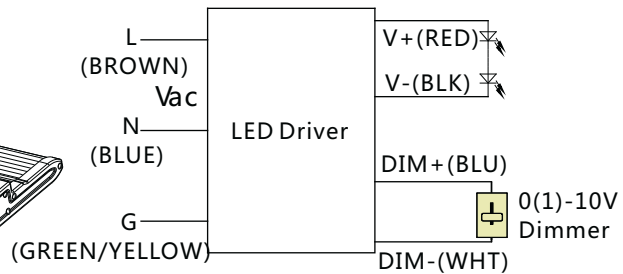 L
(BROWN)
Vac
N
(BLUE)
G
(GREEN/YELLOW)
LED Driver
V+(RED)
V-(BLK)
DIM+(BLU)
0(1)-10V
Dimmer
DIM-(WHT)